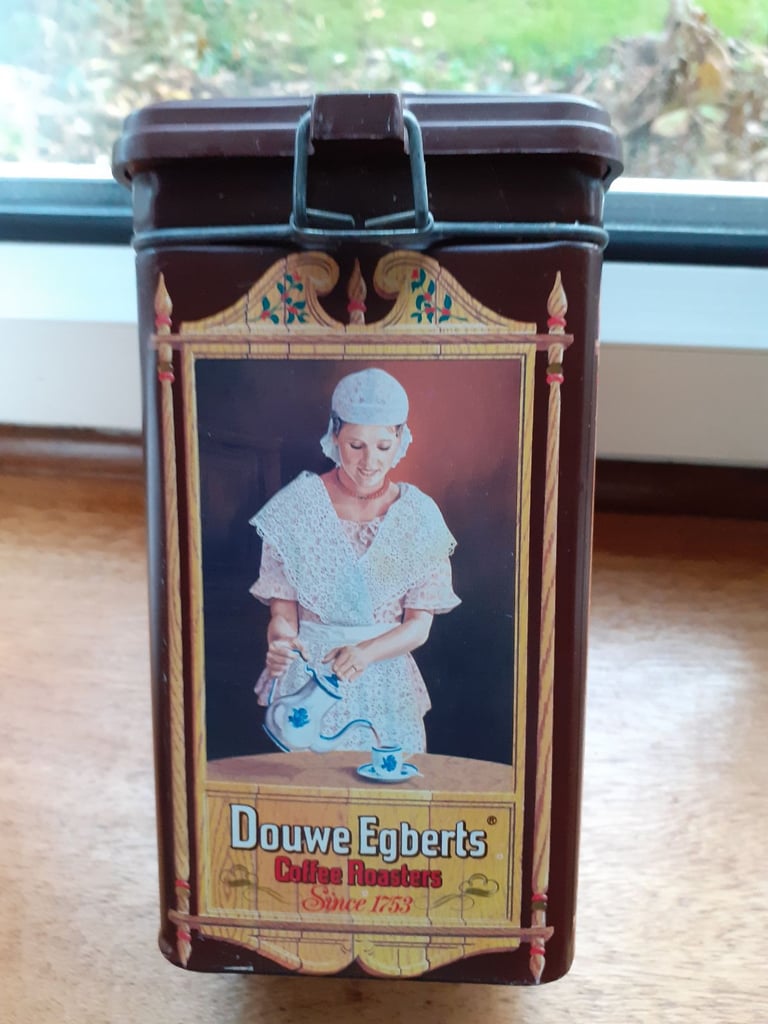 Douwe Egberts®
Coffee Roasters
Since 1753